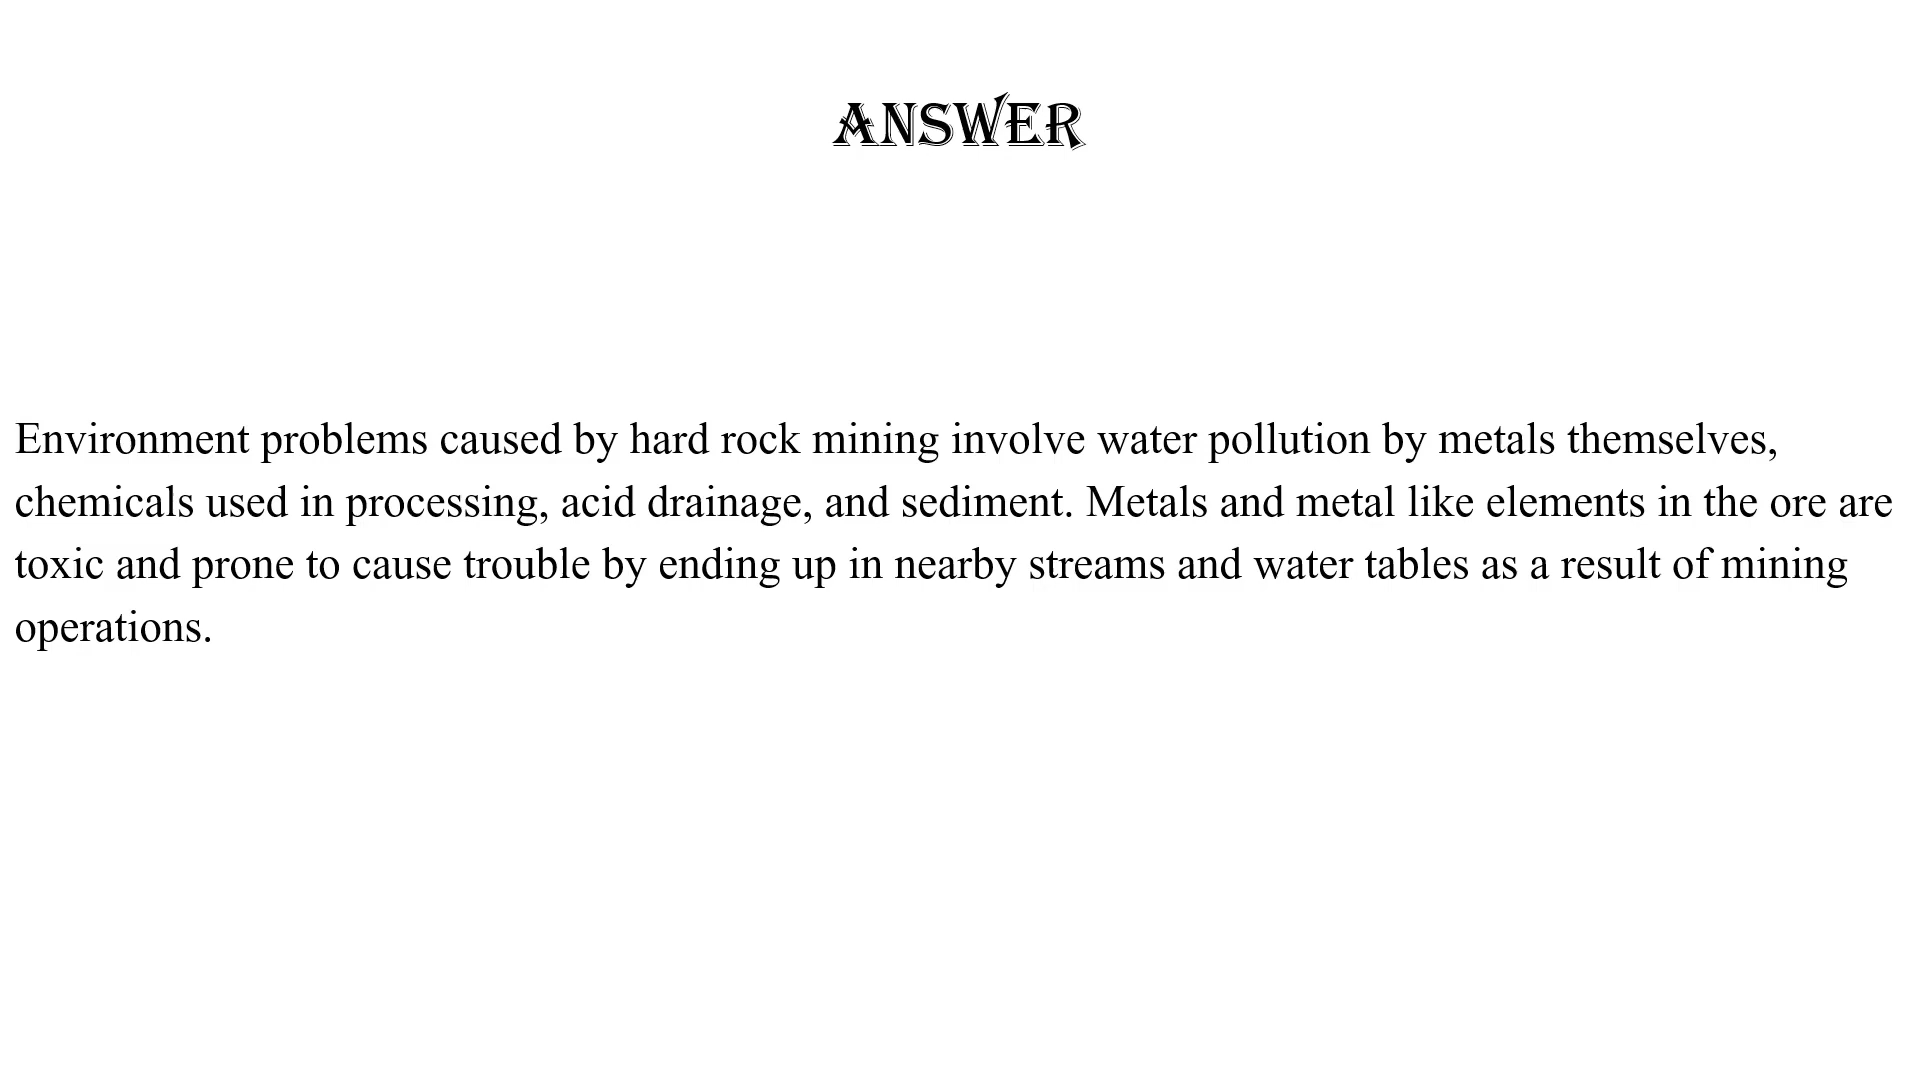 ANSWER
Environment problems caused by hard rock mining involve water pollution by metals themselves,
chemicals used in processing, acid drainage, and sediment. Metals and metal like elements in the ore are
toxic and prone to cause trouble by ending up in nearby streams and water tables as a result of mining
operations.